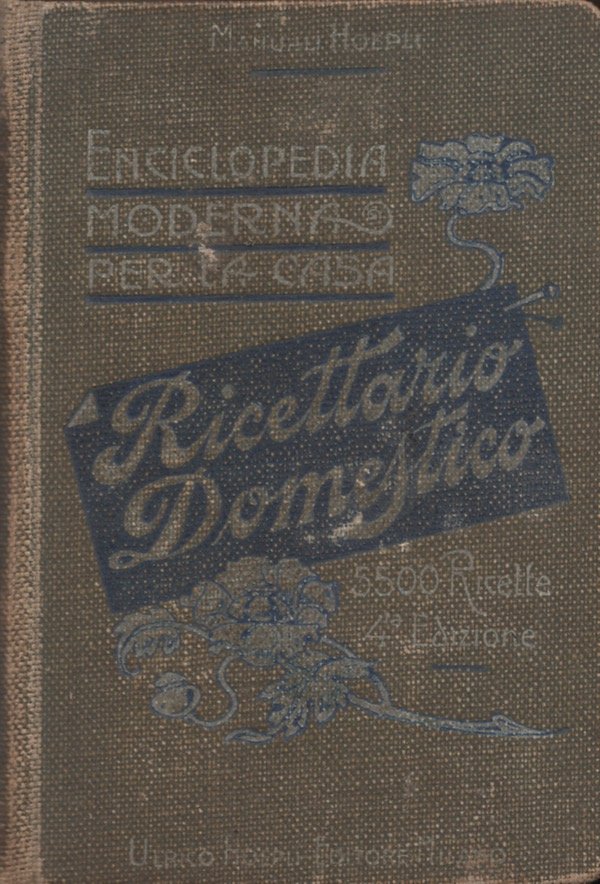 MANUALI HOEPLI
ENCICLOPEDIA
MODERNA
PER LA CASA
Ricettario
Domestico
5500 RICETTE
4ª EDIZIONE
ULRICO HOEPLI-EDITORE MILANO